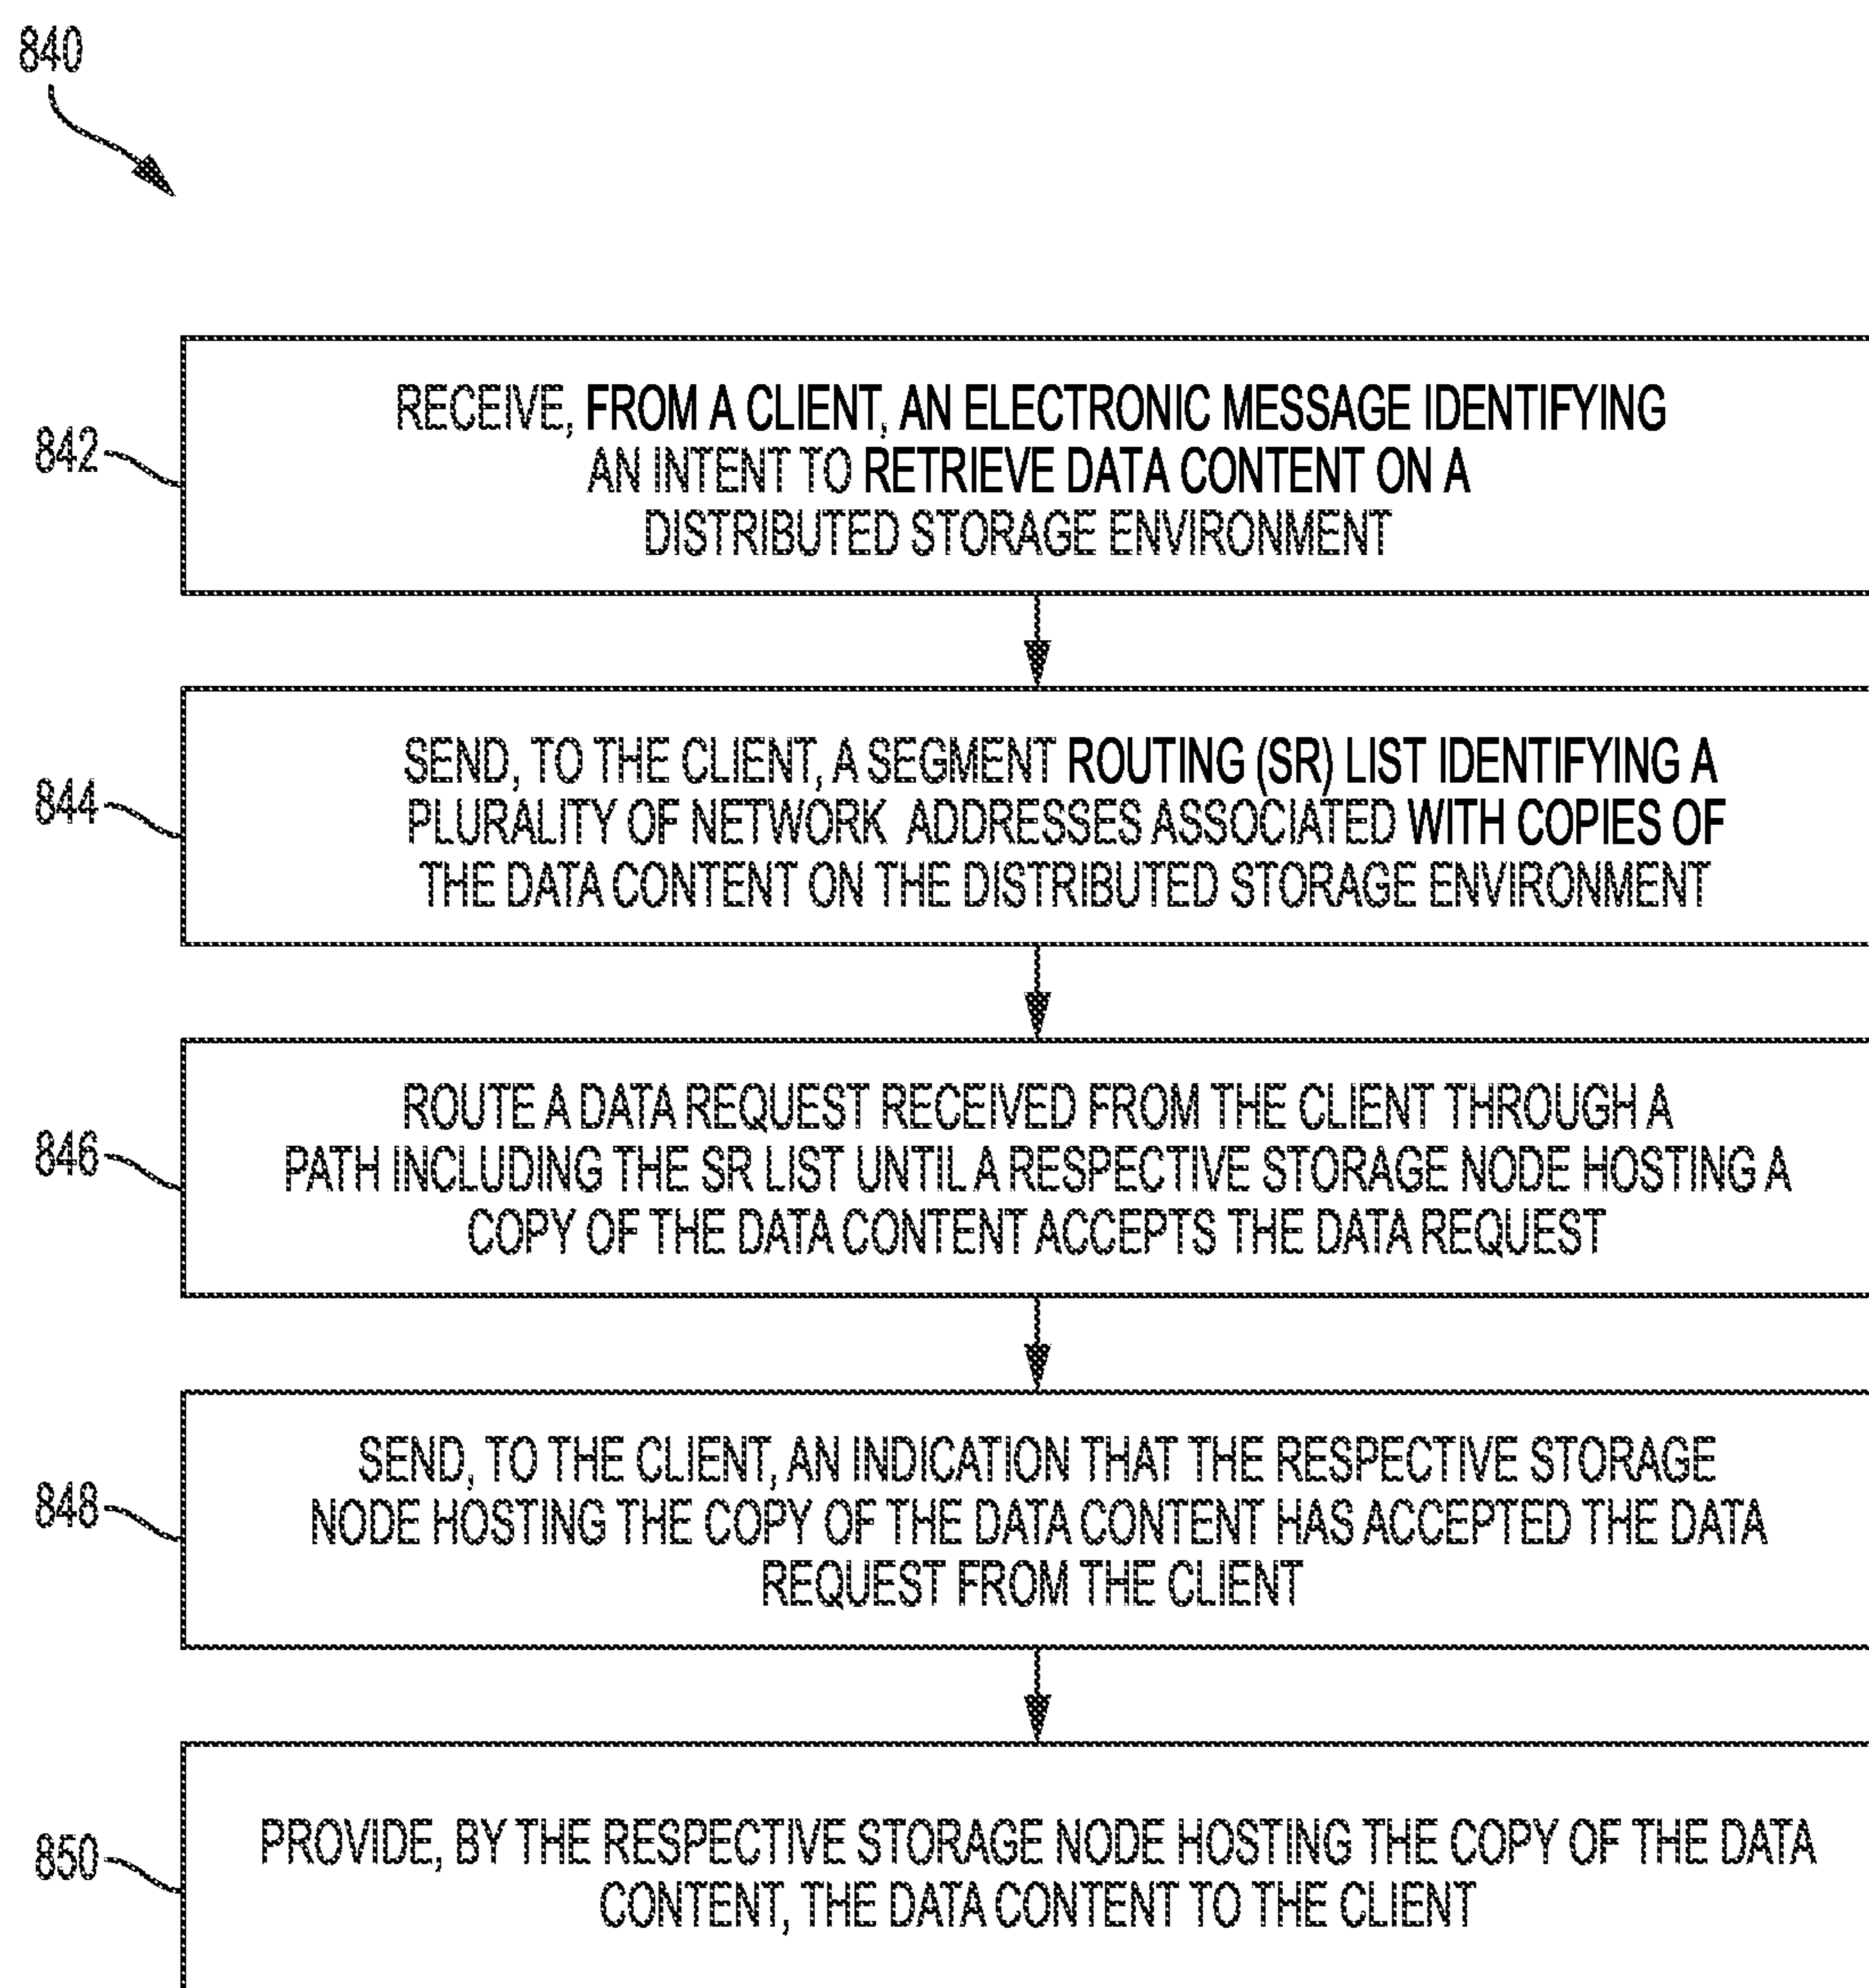 840
842
RECEIVE, FROM A CLIENT, AN ELECTRONIC MESSAGE IDENTIFYING
AN INTENT TO RETRIEVE DATA CONTENT ON A
DISTRIBUTED STORAGE ENVIRONMENT
844
SEND, TO THE CLIENT, A SEGMENT ROUTING (SR) LIST IDENTIFYING A
PLURALITY OF NETWORK ADDRESSES ASSOCIATED WITH COPIES OF
THE DATA CONTENT ON THE DISTRIBUTED STORAGE ENVIRONMENT
846
ROUTE A DATA REQUEST RECEIVED FROM THE CLIENT THROUGH A
PATH INCLUDING THE SR LIST UNTIL A RESPECTIVE STORAGE NODE HOSTING A
COPY OF THE DATA CONTENT ACCEPTS THE DATA REQUEST
848
SEND, TO THE CLIENT, AN INDICATION THAT THE RESPECTIVE STORAGE
NODE HOSTING THE COPY OF THE DATA CONTENT HAS ACCEPTED THE DATA
REQUEST FROM THE CLIENT
850
PROVIDE, BY THE RESPECTIVE STORAGE NODE HOSTING THE COPY OF THE DATA
CONTENT, THE DATA CONTENT TO THE CLIENT